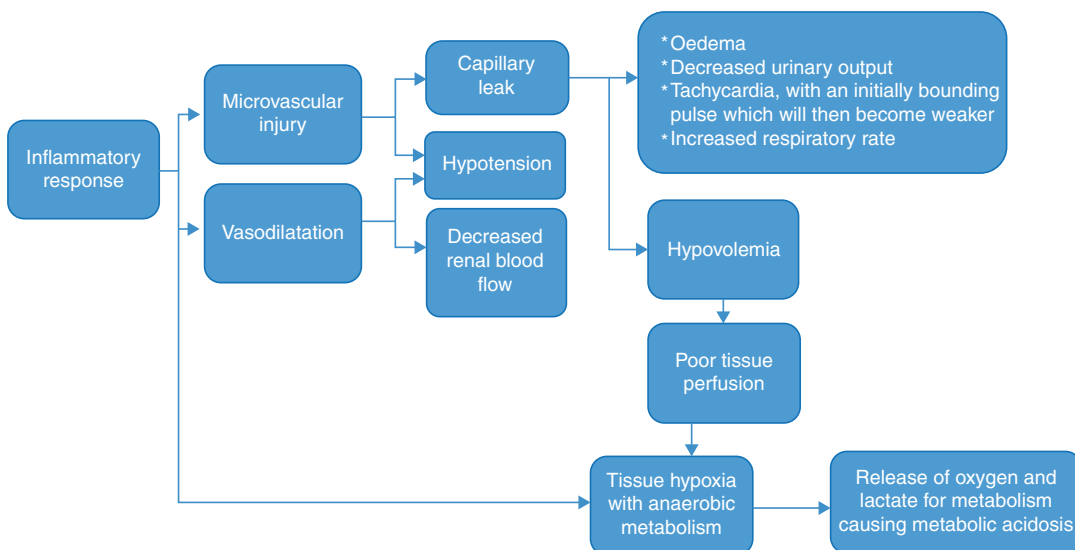 Inflammatory
response
Microvascular
injury
Vasodilatation
Capillary
leak
Hypotension
Decreased
renal blood
flow
* Oedema
* Decreased urinary output
* Tachycardia, with an initially bounding
pulse which will then become weaker
* Increased respiratory rate
Hypovolemia
Poor tissue
perfusion
Tissue hypoxia
with anaerobic
metabolism
Release of oxygen and
lactate for metabolism
causing metabolic acidosis